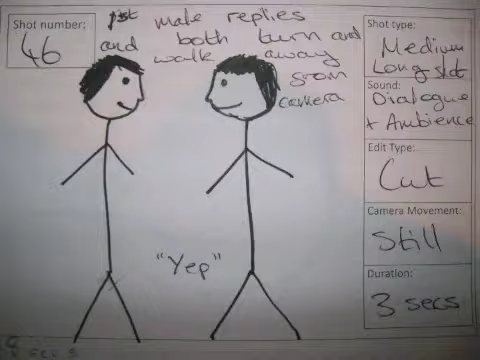 Shot number:
46
1st male replies
and both turn and
walk away
from
camera
Shot type:
Medium
Long shot
Sound:
Dialogue
+ Ambience
Edit Type:
Cut
Camera Movement:
Still
Duration:
3 secs
"Yep"